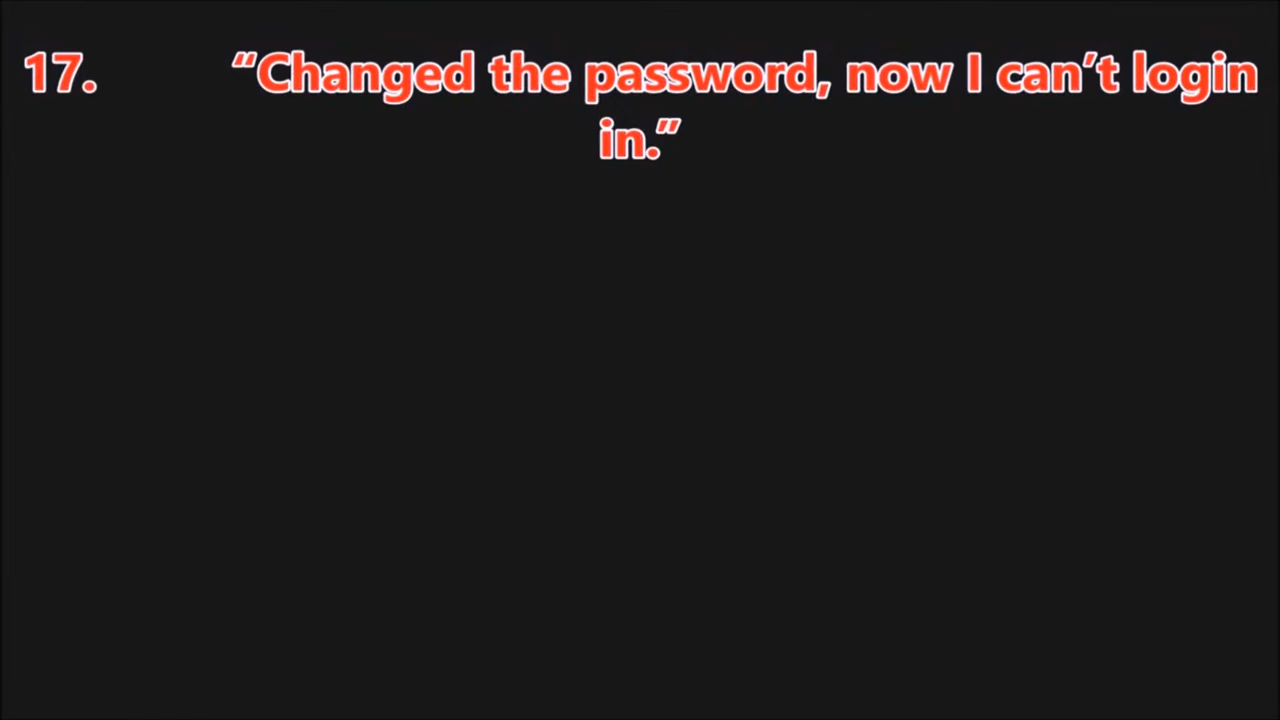 17. “Changed the password, now I can’t login
in.”